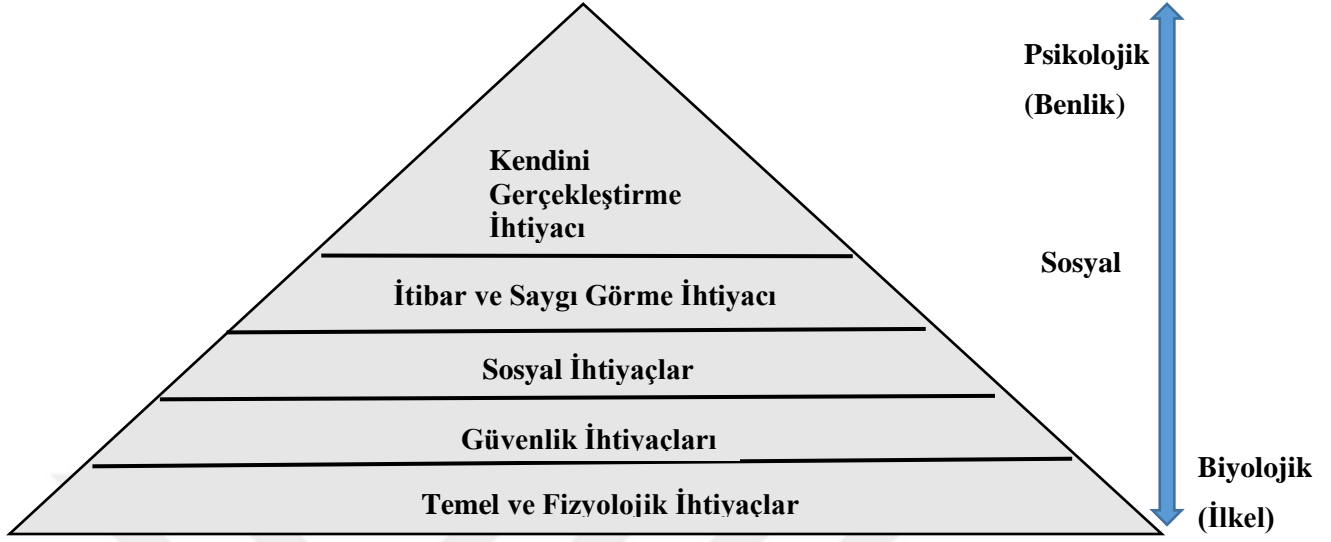 Psikolojik
(Benlik)
Kendini
Gerçekleştirme
İhtiyacı
Sosyal
İtibar ve Saygı Görme İhtiyacı
Sosyal İhtiyaçlar
Güvenlik İhtiyaçları
Biyolojik
Temel ve Fizyolojik İhtiyaçlar
(İlkel)